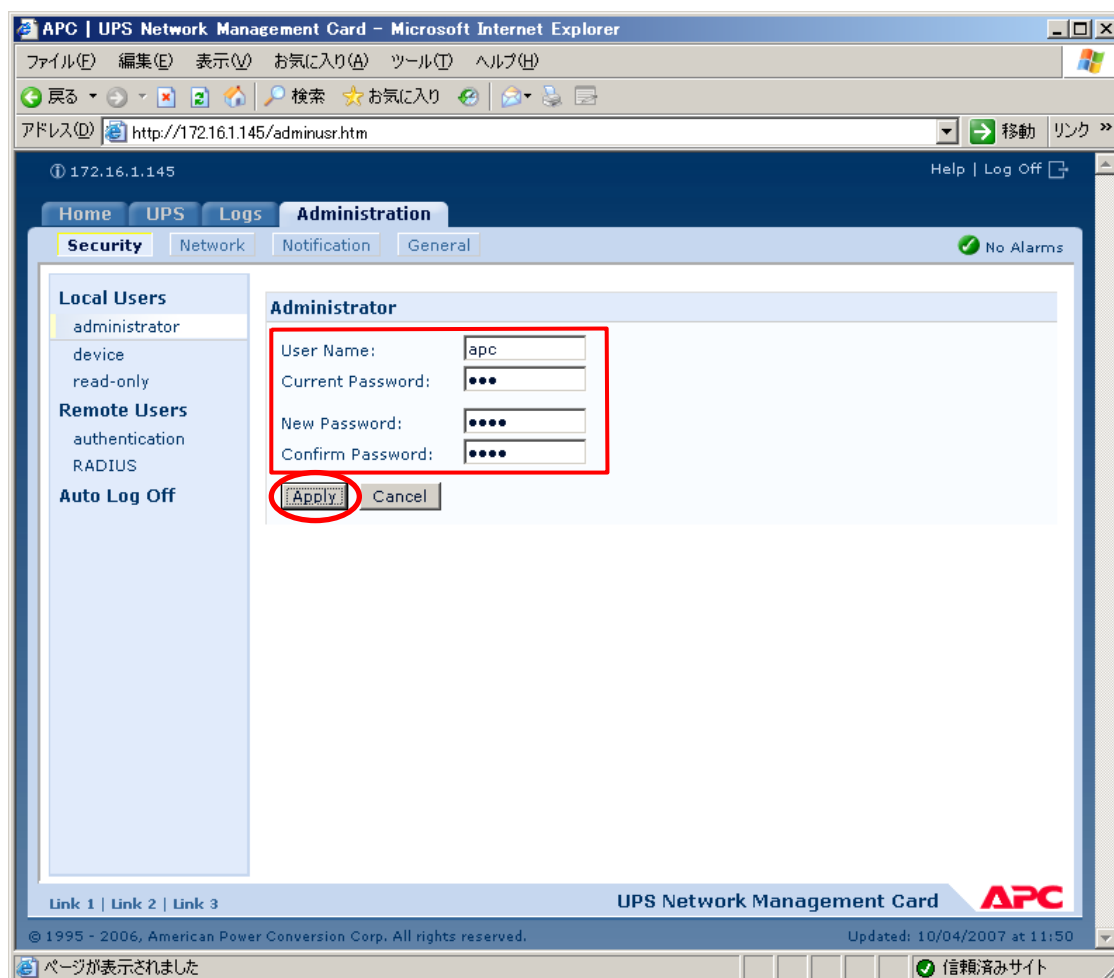 APC | UPS Network Management Card - Microsoft Internet Explorer
ファイル(F) 編集(E) 表示(V) お気に入り(A) ツール(T) ヘルプ(H)
戻る 検索 お気に入り
アドレス(D) http://172.16.1.145/adminusr.htm 移動 リンク »
172.16.1.145 Help | Log Off
Home UPS Logs Administration
Security Network Notification General No Alarms
Local Users
administrator
device
read-only
Remote Users
authentication
RADIUS
Auto Log Off
Administrator
User Name: apc
Current Password: •••
New Password: ••••
Confirm Password: ••••
Apply Cancel
Link 1 | Link 2 | Link 3 UPS Network Management Card APC
© 1995 - 2006, American Power Conversion Corp. All rights reserved. Updated: 10/04/2007 at 11:50
ページが表示されました 信頼済みサイト